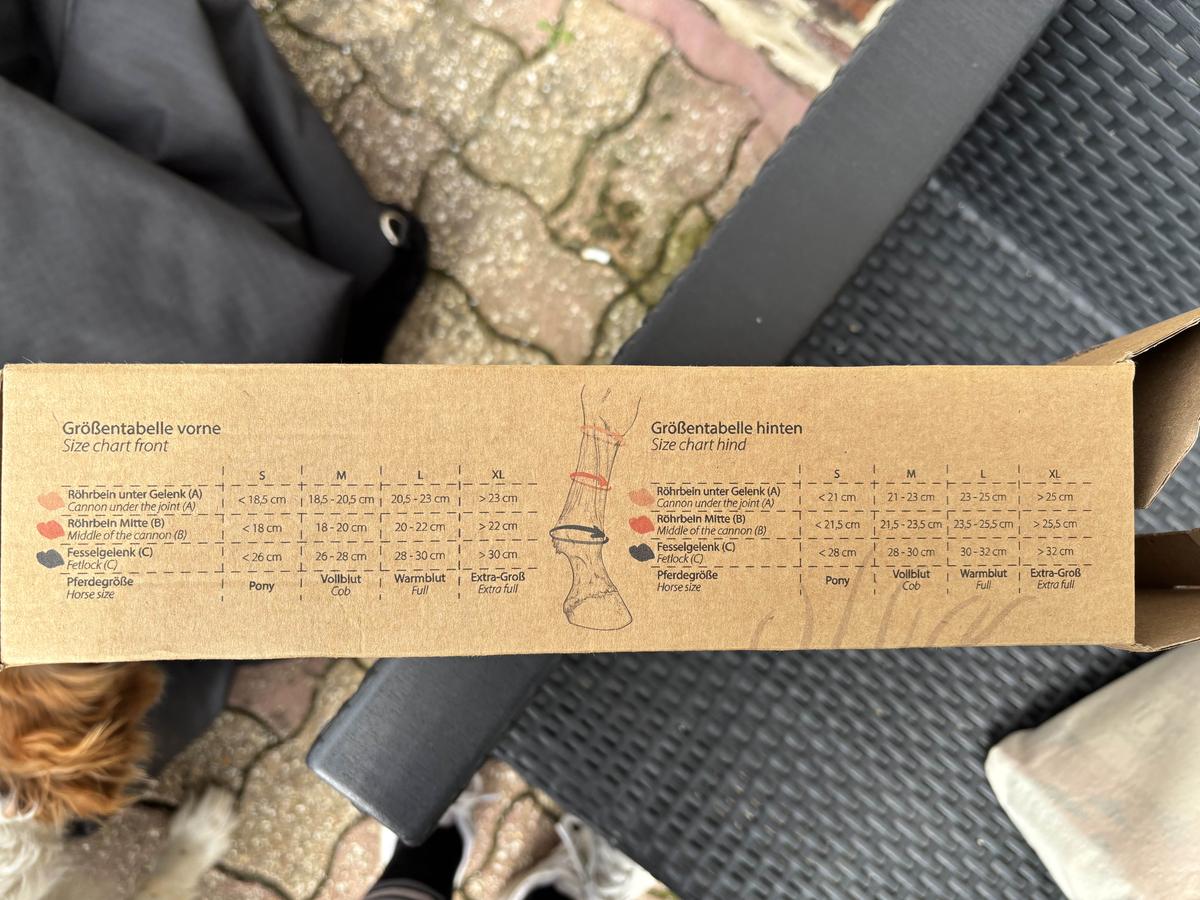 Größentabelle vorne
Size chart front
S M L XL
Röhrbein unter Gelenk (A) < 18,5 cm 18,5 - 20,5 cm 20,5 - 23 cm > 23 cm
Cannon under the joint (A)
Röhrbein Mitte (B) < 18 cm 18 - 20 cm 20 - 22 cm > 22 cm
Middle of the cannon (B)
Fesselgelenk (C) < 26 cm 26 - 28 cm 28 - 30 cm > 30 cm
Fetlock (C)
Pferdegröße Pony Vollblut Warmblut Extra-Groß
Horse size Cob Full Extra full
Größentabelle hinten
Size chart hind
S M L XL
Röhrbein unter Gelenk (A) < 21 cm 21 - 23 cm 23 - 25 cm > 25 cm
Cannon under the joint (A)
Röhrbein Mitte (B) < 21,5 cm 21,5 - 23,5 cm 23,5 - 25,5 cm > 25,5 cm
Middle of the cannon (B)
Fesselgelenk (C) < 28 cm 28 - 30 cm 30 - 32 cm > 32 cm
Fetlock (C)
Pferdegröße Pony Vollblut Warmblut Extra-Groß
Horse size Cob Full Extra full